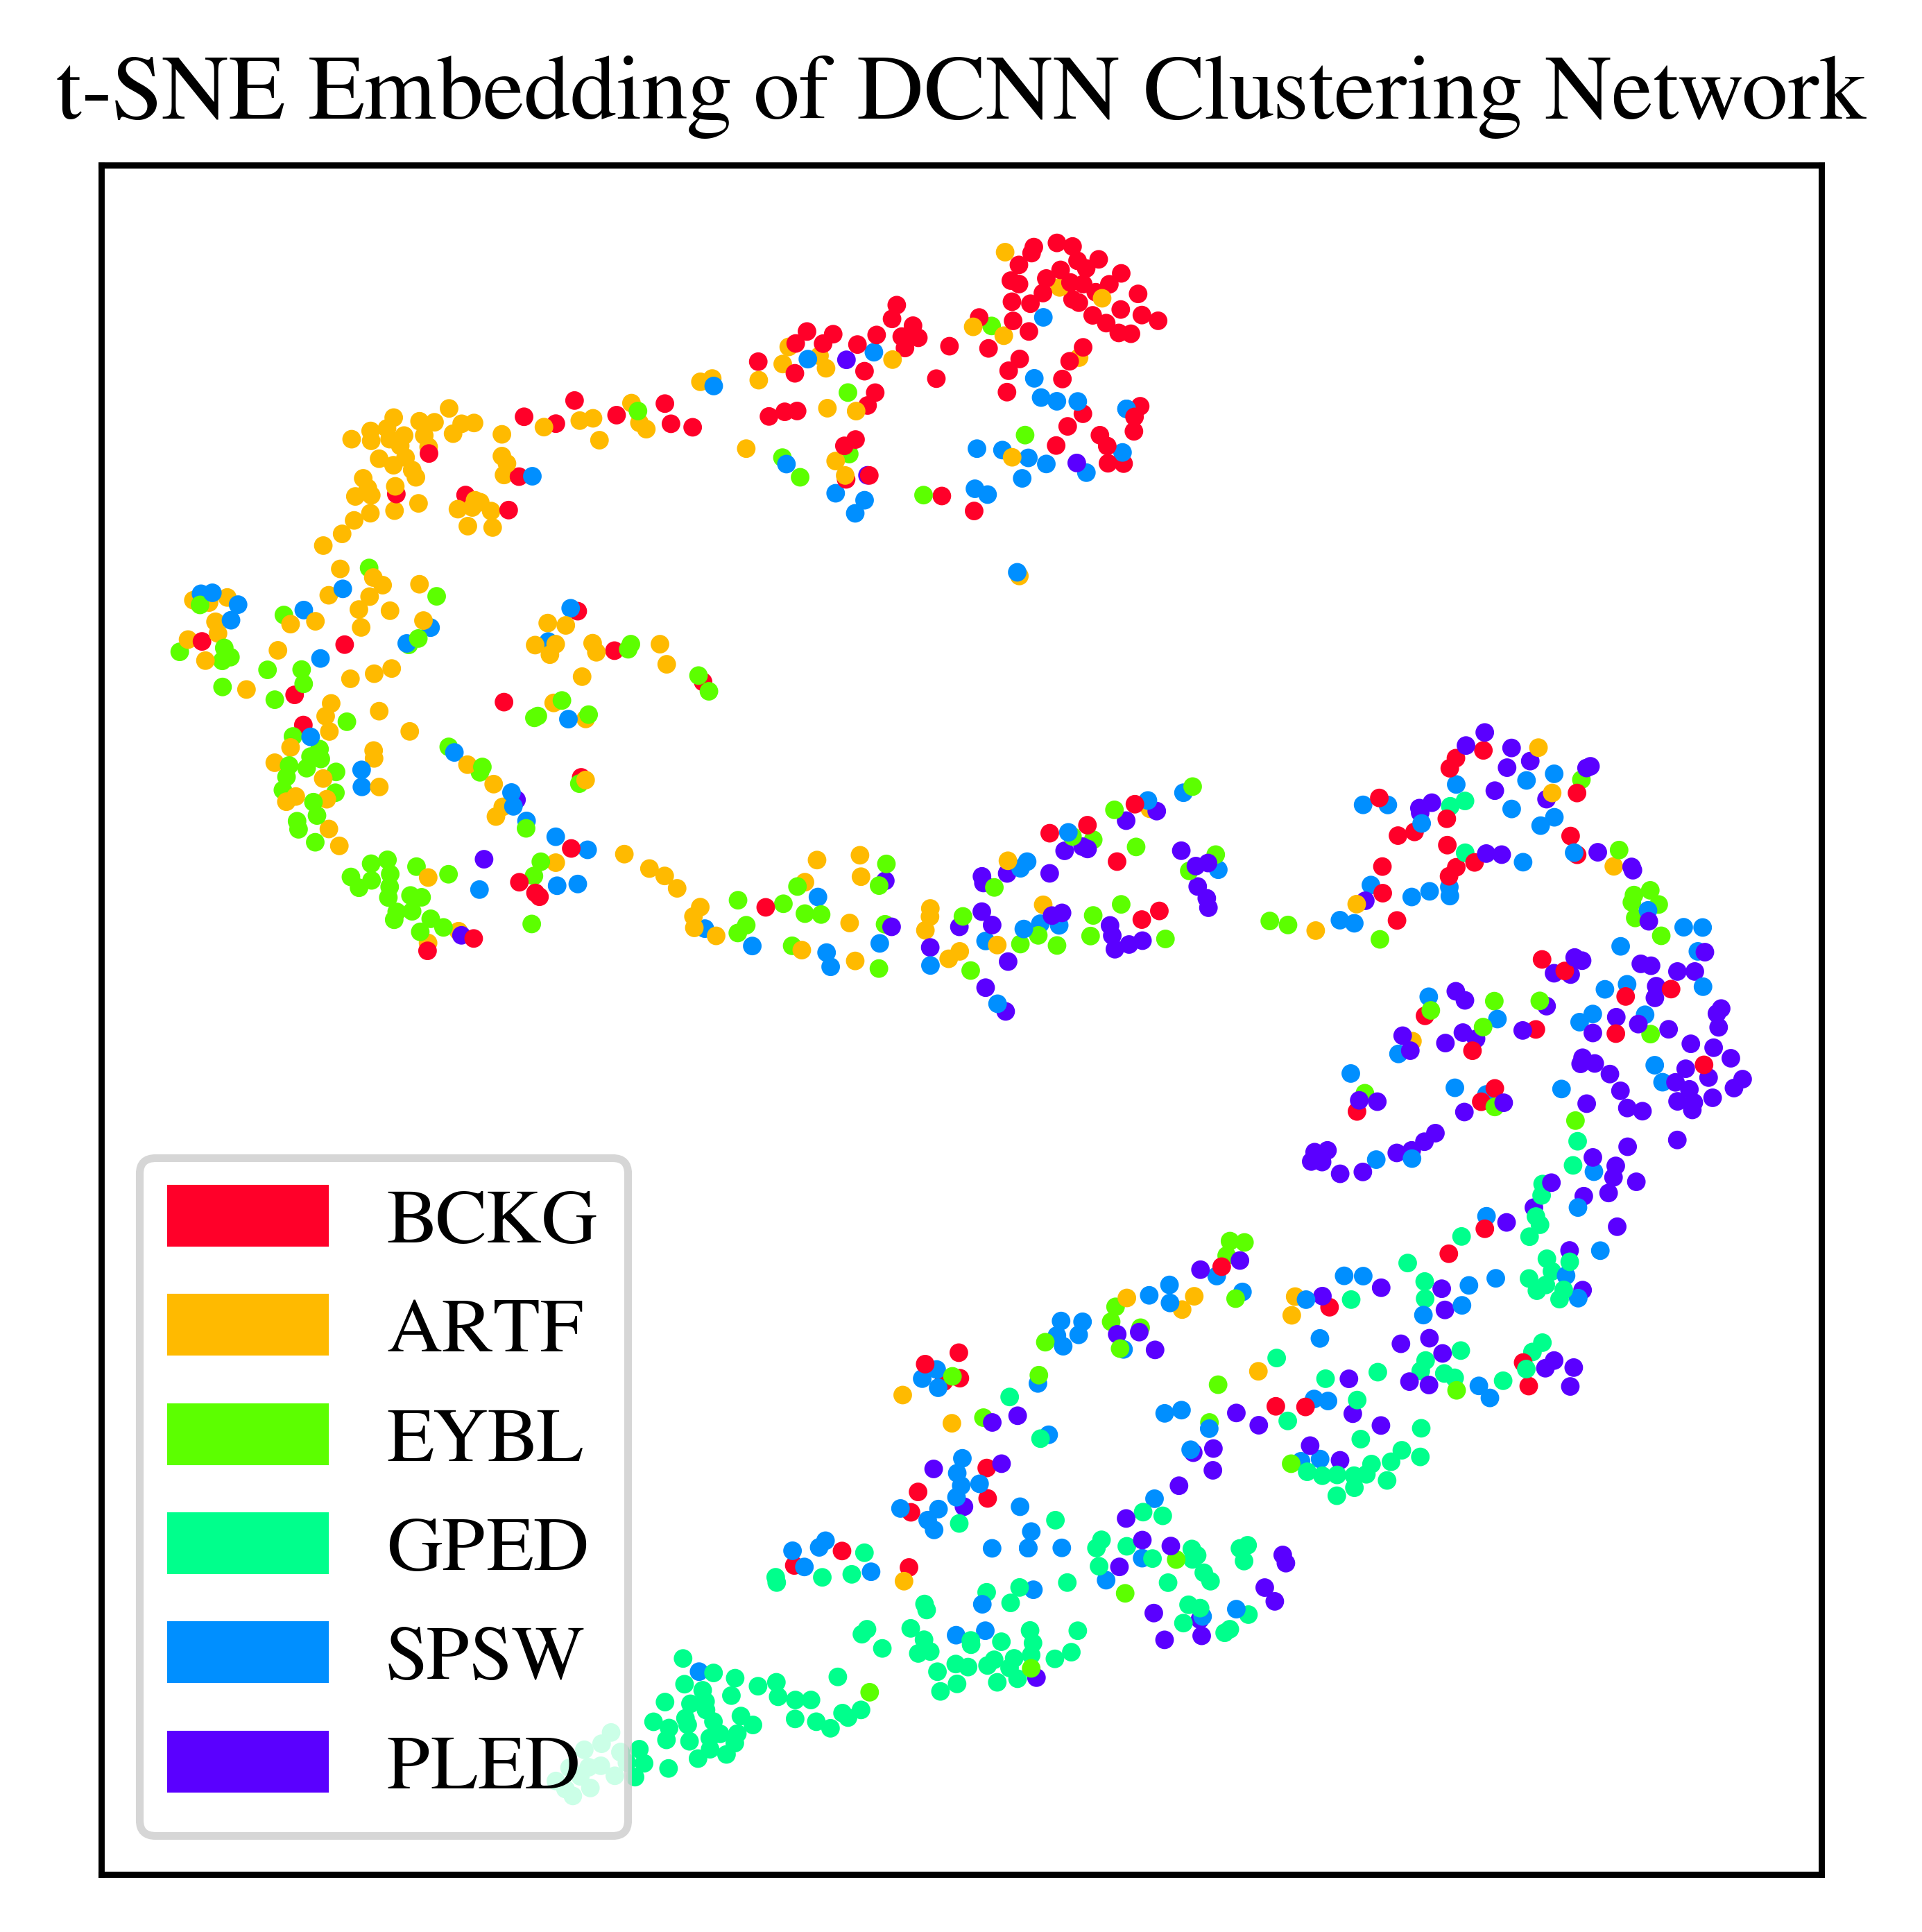 t-SNE Embedding of DCNN Clustering Network
BCKG
ARTF
EYBL
GPED
SPSW
PLED